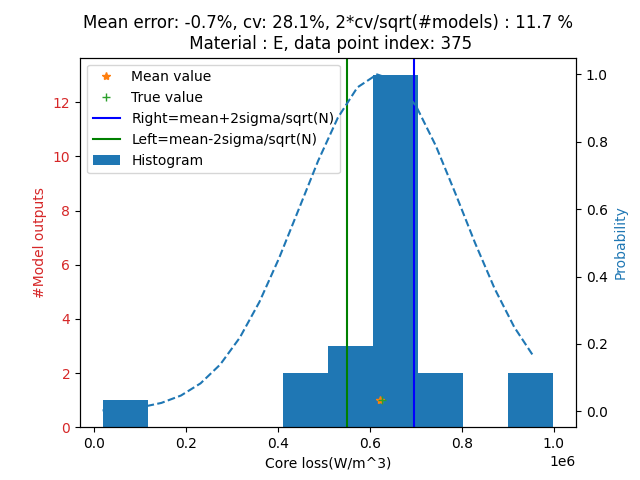 Mean error: -0.7%, cv: 28.1%, 2*cv/sqrt(#models) : 11.7 %
Material : E, data point index: 375
Mean value
True value
Right=mean+2sigma/sqrt(N)
Left=mean-2sigma/sqrt(N)
Histogram
#Model outputs
12
10
8
6
4
2
0
1.0
0.8
0.6
0.4
0.2
0.0
Probability
0.0 0.2 0.4 0.6 0.8 1.0
1e6
Core loss(W/m^3)